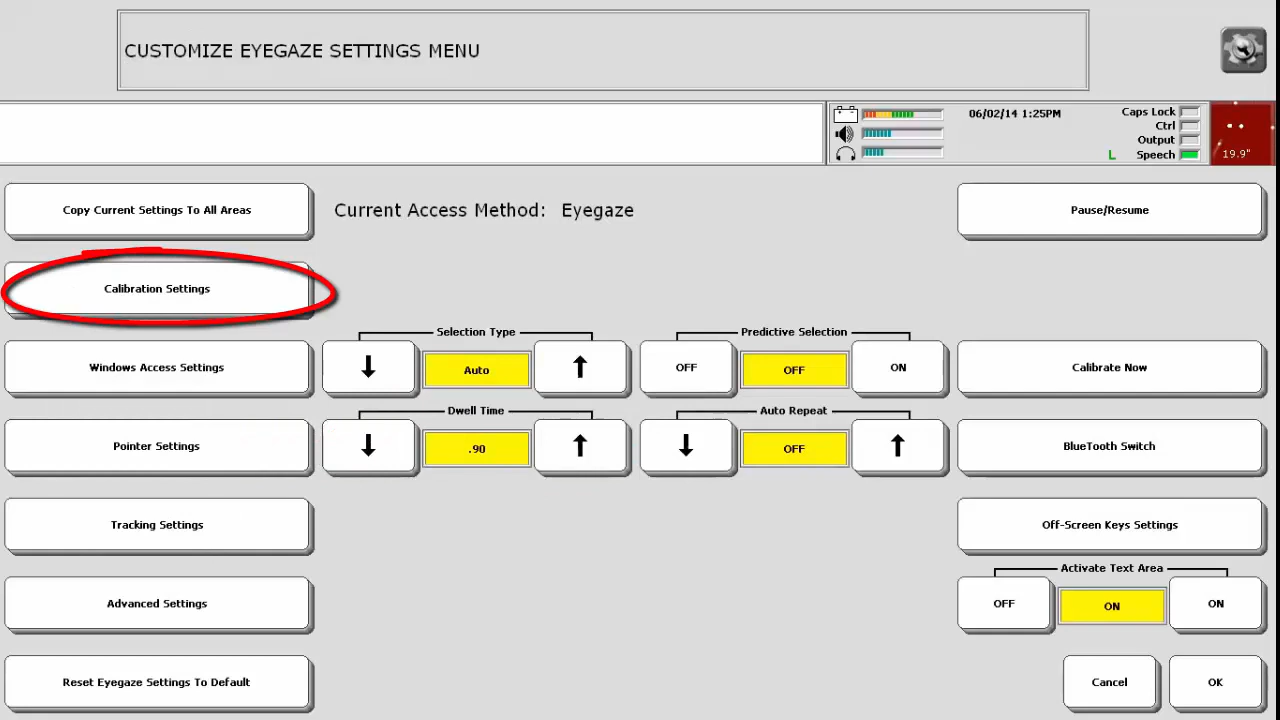 CUSTOMIZE EYEGAZE SETTINGS MENU
06/02/14 1:25PM
Caps Lock
Ctrl
Output
L Speech
19.9"
Copy Current Settings To All Areas
Current Access Method: Eyegaze
Pause/Resume
Calibration Settings
Selection Type
Predictive Selection
Windows Access Settings
↓ Auto ↑
OFF OFF ON
Calibrate Now
Dwell Time
Auto Repeat
Pointer Settings
↓ .90 ↑
↓ OFF ↑
BlueTooth Switch
Tracking Settings
Off-Screen Keys Settings
Activate Text Area
Advanced Settings
OFF ON ON
Reset Eyegaze Settings To Default
Cancel
OK